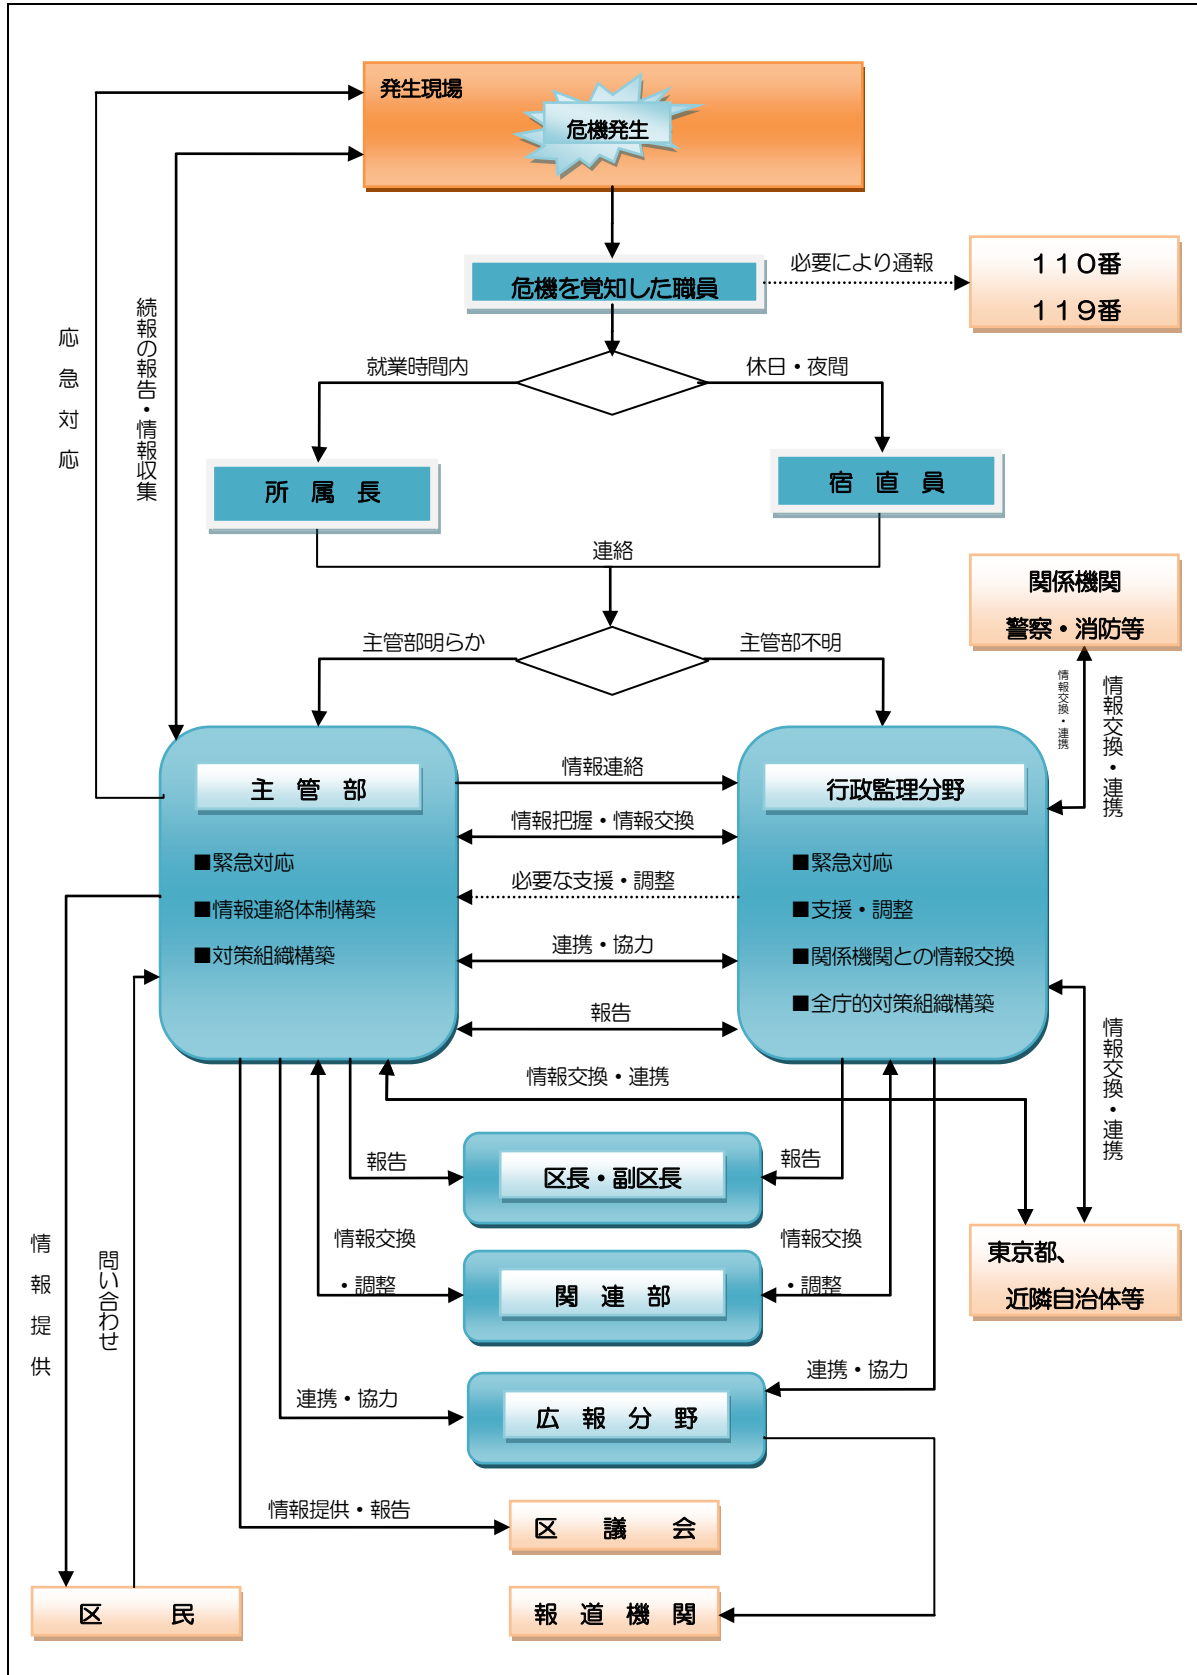 発生現場
危機発生
危機を覚知した職員
必要により通報
１１０番
１１９番
就業時間内
休日・夜間
応急対応
続報の報告・情報収集
所属長
宿直員
連絡
関係機関
警察・消防等
主管部明らか
主管部不明
情報交換・連携
情報交換・連携
主管部
■緊急対応
■情報連絡体制構築
■対策組織構築
情報連絡
情報把握・情報交換
必要な支援・調整
連携・協力
報告
行政監理分野
■緊急対応
■支援・調整
■関係機関との情報交換
■全庁的対策組織構築
情報交換・連携
情報交換・連携
報告
区長・副区長
報告
情報交換
・調整
関連部
情報交換
・調整
東京都、
近隣自治体等
情報提供
問い合わせ
連携・協力
広報分野
連携・協力
情報提供・報告
区議会
区民
報道機関